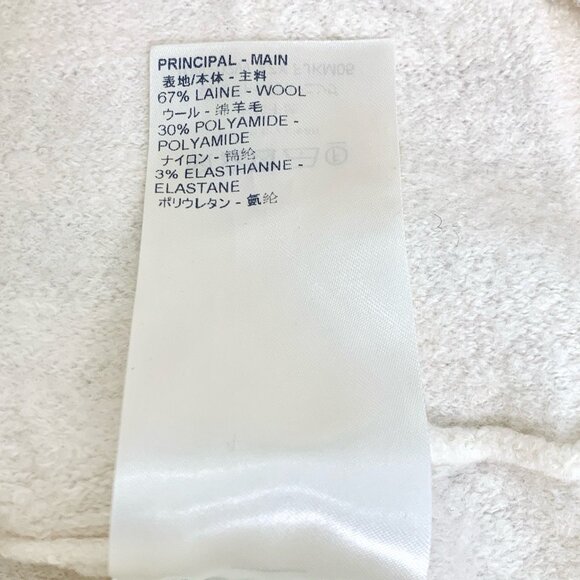 PRINCIPAL - MAIN
表地/本体 - 主料
67% LAINE - WOOL
ウール - 绵羊毛
30% POLYAMIDE -
POLYAMIDE
ナイロン - 锦纶
3% ELASTHANNE -
ELASTANE
ポリウレタン - 氨纶